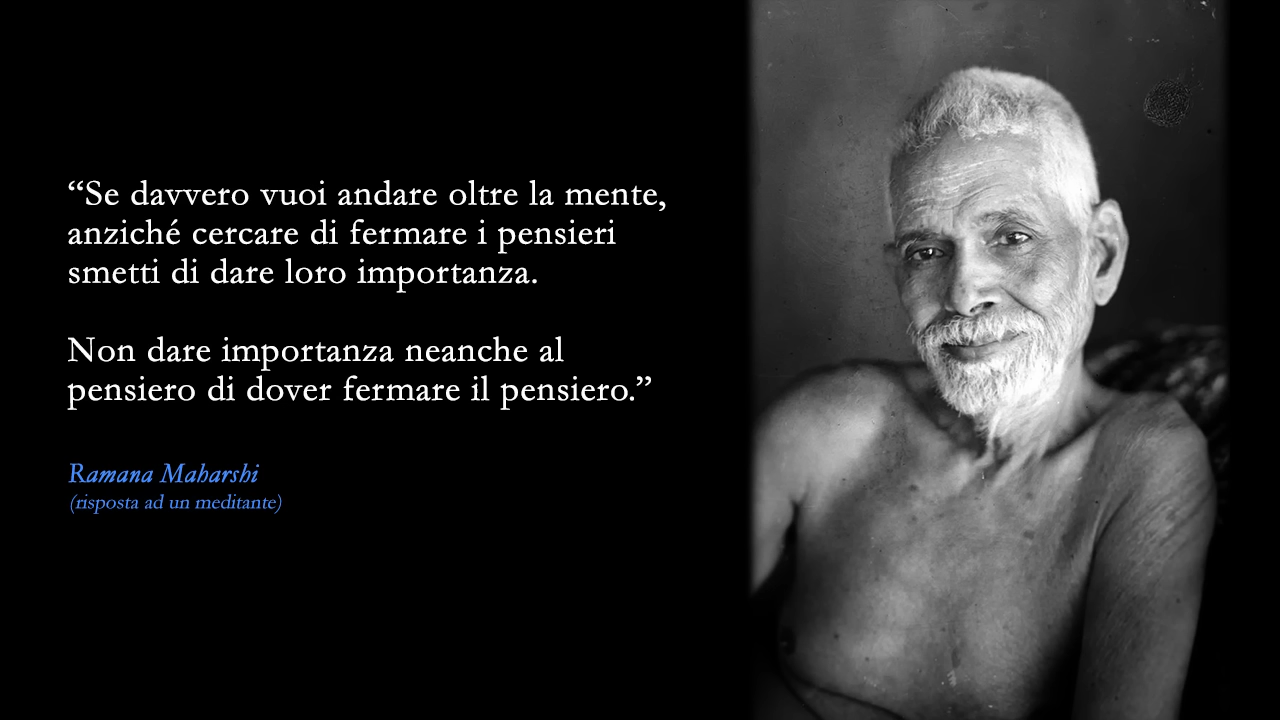 “Se davvero vuoi andare oltre la mente,
anziché cercare di fermare i pensieri
smetti di dare loro importanza.
Non dare importanza neanche al
pensiero di dover fermare il pensiero.”
Ramana Maharshi
(risposta ad un meditante)